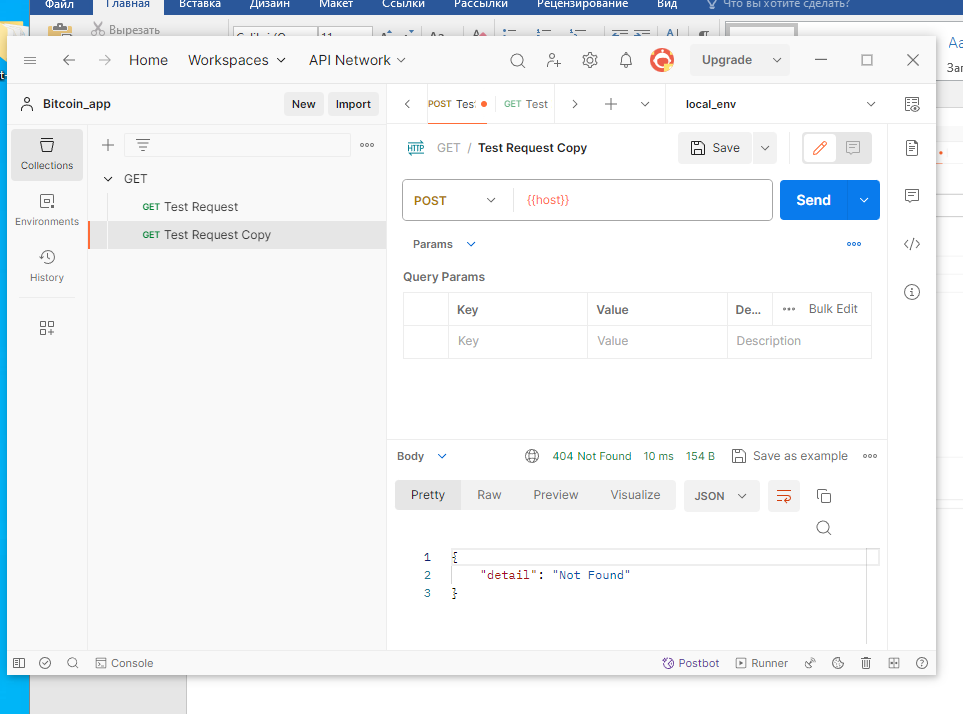 Файл Главная Вставка Дизайн Макет Ссылки Рассылки Рецензирование Вид Что вы хотите сделать?
Вырезать
Home Workspaces API Network Upgrade
Bitcoin_app New Import POST Tes GET Test local_env
Collections
GET
GET Test Request
GET Test Request Copy
Environments
History
HTTP GET / Test Request Copy Save
POST {{host}} Send
Params
Query Params
Key Value De... Bulk Edit
Key Value Description
Body 404 Not Found 10 ms 154 B Save as example
Pretty Raw Preview Visualize JSON
1 {
2 "detail": "Not Found"
3 }
Console Postbot Runner